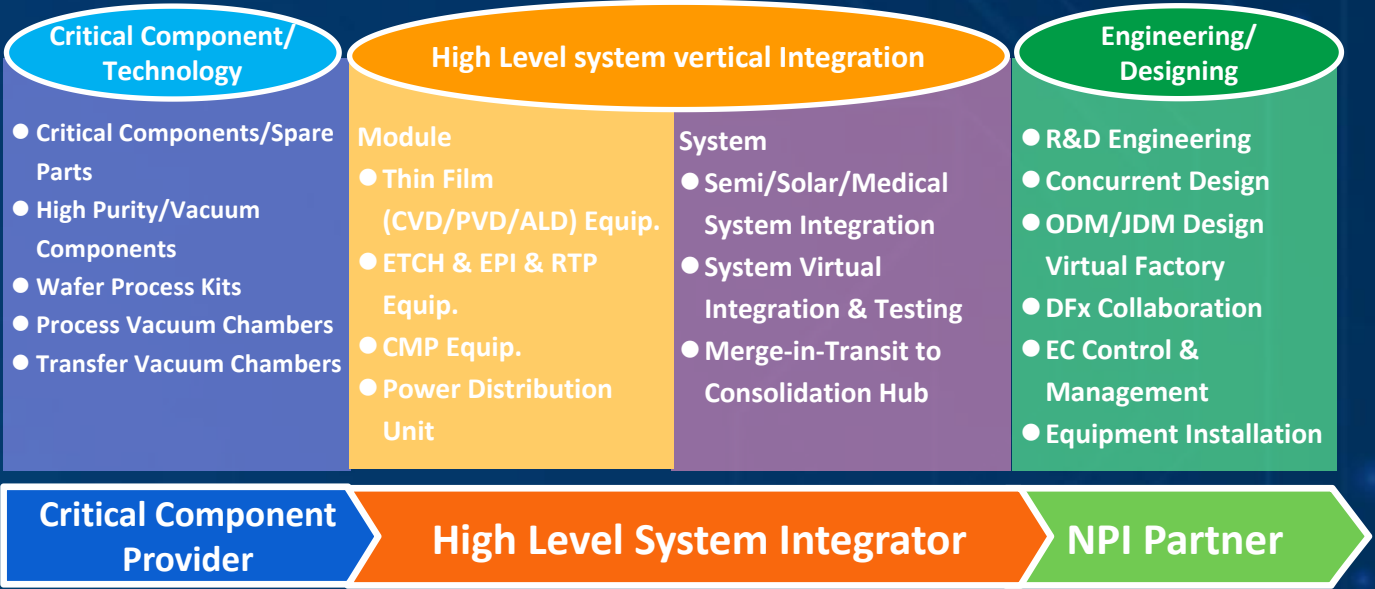 Critical Component/
Technology
● Critical Components/Spare
Parts
● High Purity/Vacuum
Components
● Wafer Process Kits
● Process Vacuum Chambers
● Transfer Vacuum Chambers
High Level system vertical Integration
Module
● Thin Film
(CVD/PVD/ALD) Equip.
● ETCH & EPI & RTP
Equip.
● CMP Equip.
● Power Distribution
Unit
System
● Semi/Solar/Medical
System Integration
● System Virtual
Integration & Testing
● Merge-in-Transit to
Consolidation Hub
Engineering/
Designing
● R&D Engineering
● Concurrent Design
● ODM/JDM Design
Virtual Factory
● DFx Collaboration
● EC Control &
Management
● Equipment Installation
Critical Component
Provider
High Level System Integrator
NPI Partner